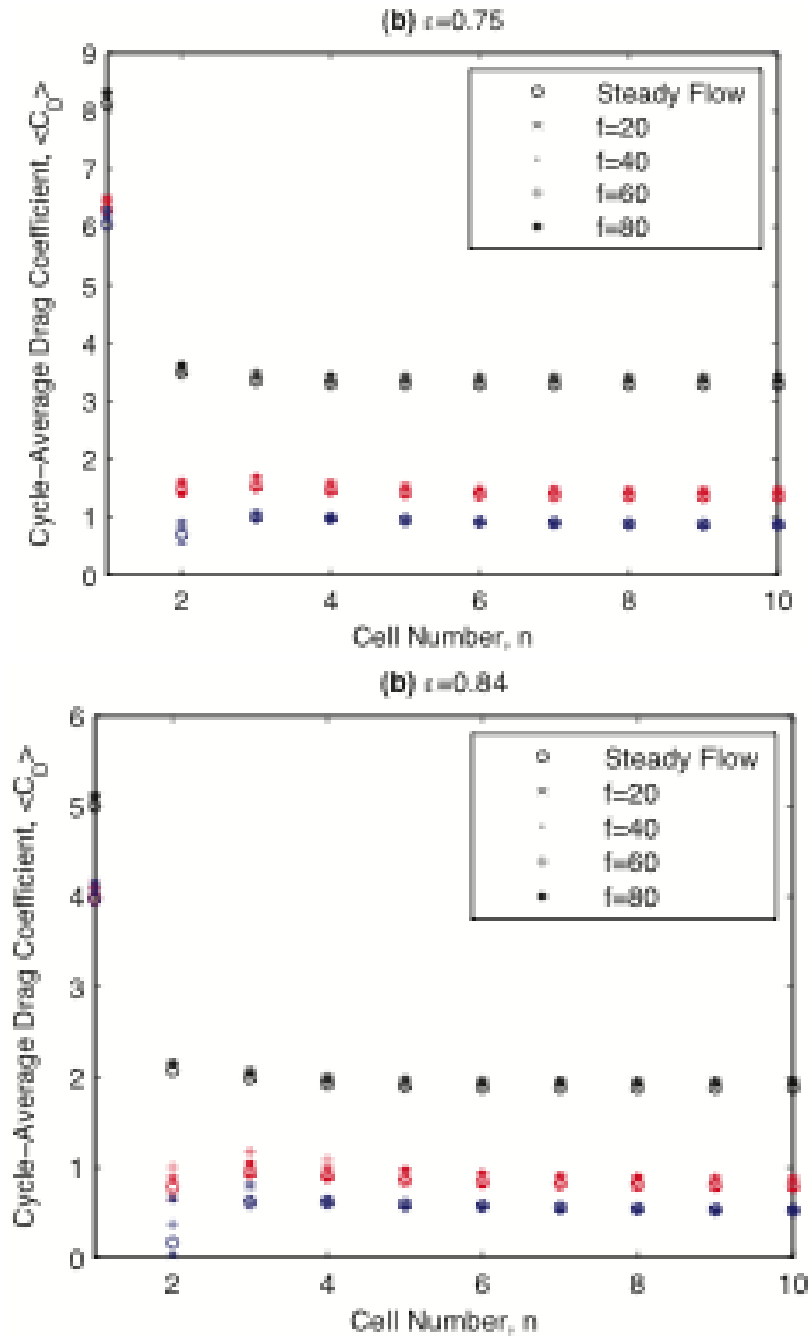 (b) ε=0.75
Cycle-Average Drag Coefficient, <C_D>
9
8
7
6
5
4
3
2
1
0
Steady Flow
f=20
f=40
f=60
f=80
2
4
6
8
10
Cell Number, n
(b) ε=0.84
Cycle-Average Drag Coefficient, <C_D>
6
5
4
3
2
1
0
Steady Flow
f=20
f=40
f=60
f=80
2
4
6
8
10
Cell Number, n